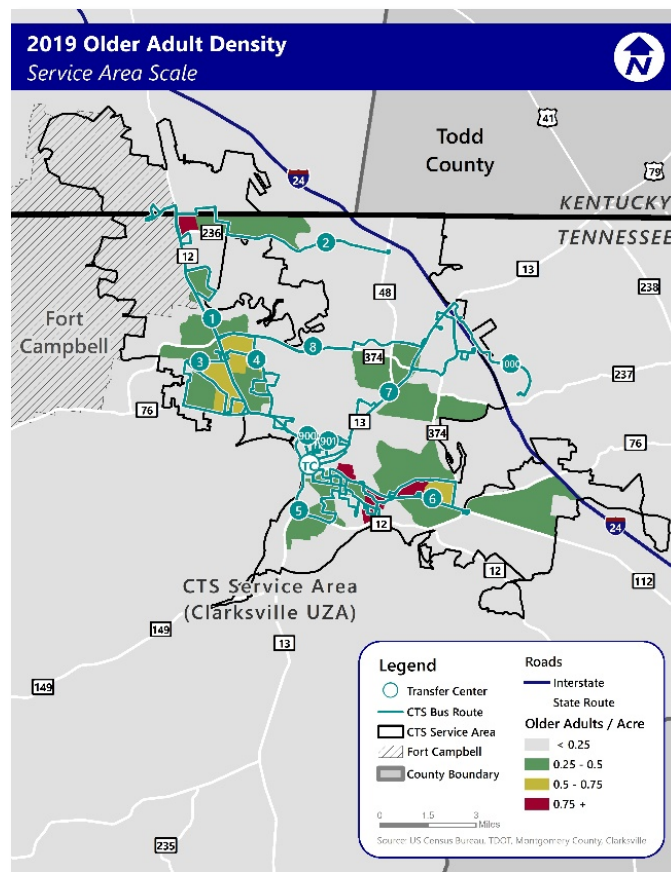 2019 Older Adult Density
Service Area Scale
N
Todd
County
41
24
79
KENTUCKY
TENNESSEE
236
2
12
13
48
238
Fort
Campbell
1
8
3
4
374
000
7
237
76
13
374
76
900
901
TC
6
5
12
24
12
112
CTS Service Area
(Clarksville UZA)
149
13
149
235
Legend
Transfer Center
CTS Bus Route
CTS Service Area
Fort Campbell
County Boundary
0 1.5 3
Miles
Roads
Interstate
State Route
Older Adults / Acre
< 0.25
0.25 - 0.5
0.5 - 0.75
0.75 +
Source: US Census Bureau, TDOT, Montgomery County, Clarksville